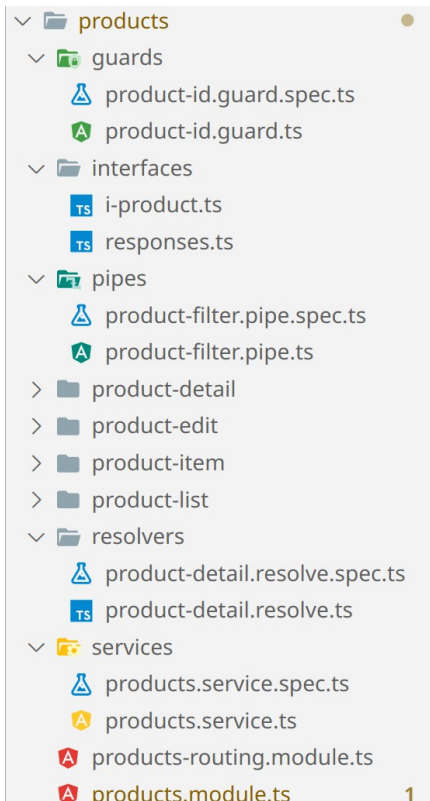 products
guards
product-id.guard.spec.ts
product-id.guard.ts
interfaces
TS i-product.ts
TS responses.ts
pipes
product-filter.pipe.spec.ts
product-filter.pipe.ts
product-detail
product-edit
product-item
product-list
resolvers
product-detail.resolve.spec.ts
TS product-detail.resolve.ts
services
products.service.spec.ts
products.service.ts
products-routing.module.ts
products.module.ts 1